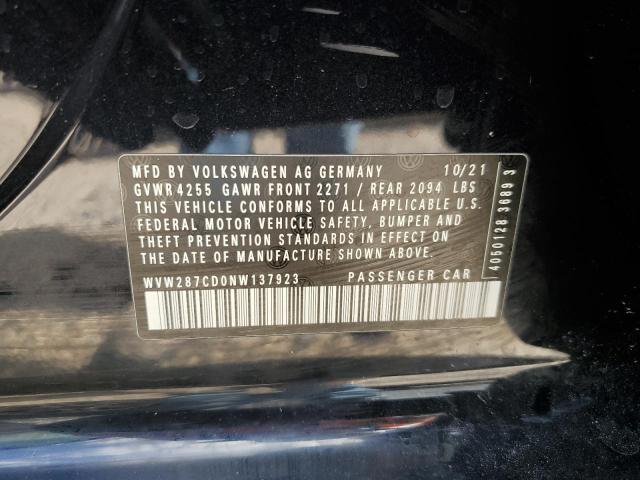 MFD BY VOLKSWAGEN AG GERMANY 10/21
GVWR 4255 GAWR FRONT 2271 / REAR 2094 LBS
THIS VEHICLE CONFORMS TO ALL APPLICABLE U.S.
FEDERAL MOTOR VEHICLE SAFETY, BUMPER AND
THEFT PREVENTION STANDARDS IN EFFECT ON
THE DATE OF MANUFACTURE SHOWN ABOVE.
WVW287CD0NW137923 PASSENGER CAR
4050128 3689 3